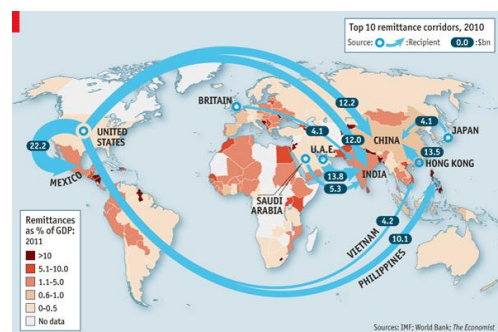 Top 10 remittance corridors, 2010
Source: :Recipient 0.0 :$bn
BRITAIN
12.2
4.1
4.1
CHINA
JAPAN
UNITED
STATES
22.2
12.0
13.5
HONG KONG
U.A.E.
INDIA
MEXICO
13.8
5.3
SAUDI
ARABIA
4.2
VIETNAM
10.1
PHILIPPINES
Remittances
as % of GDP:
2011
>10
5.1-10.0
1.1-5.0
0.6-1.0
0-0.5
No data
Sources: IMF; World Bank; The Economist